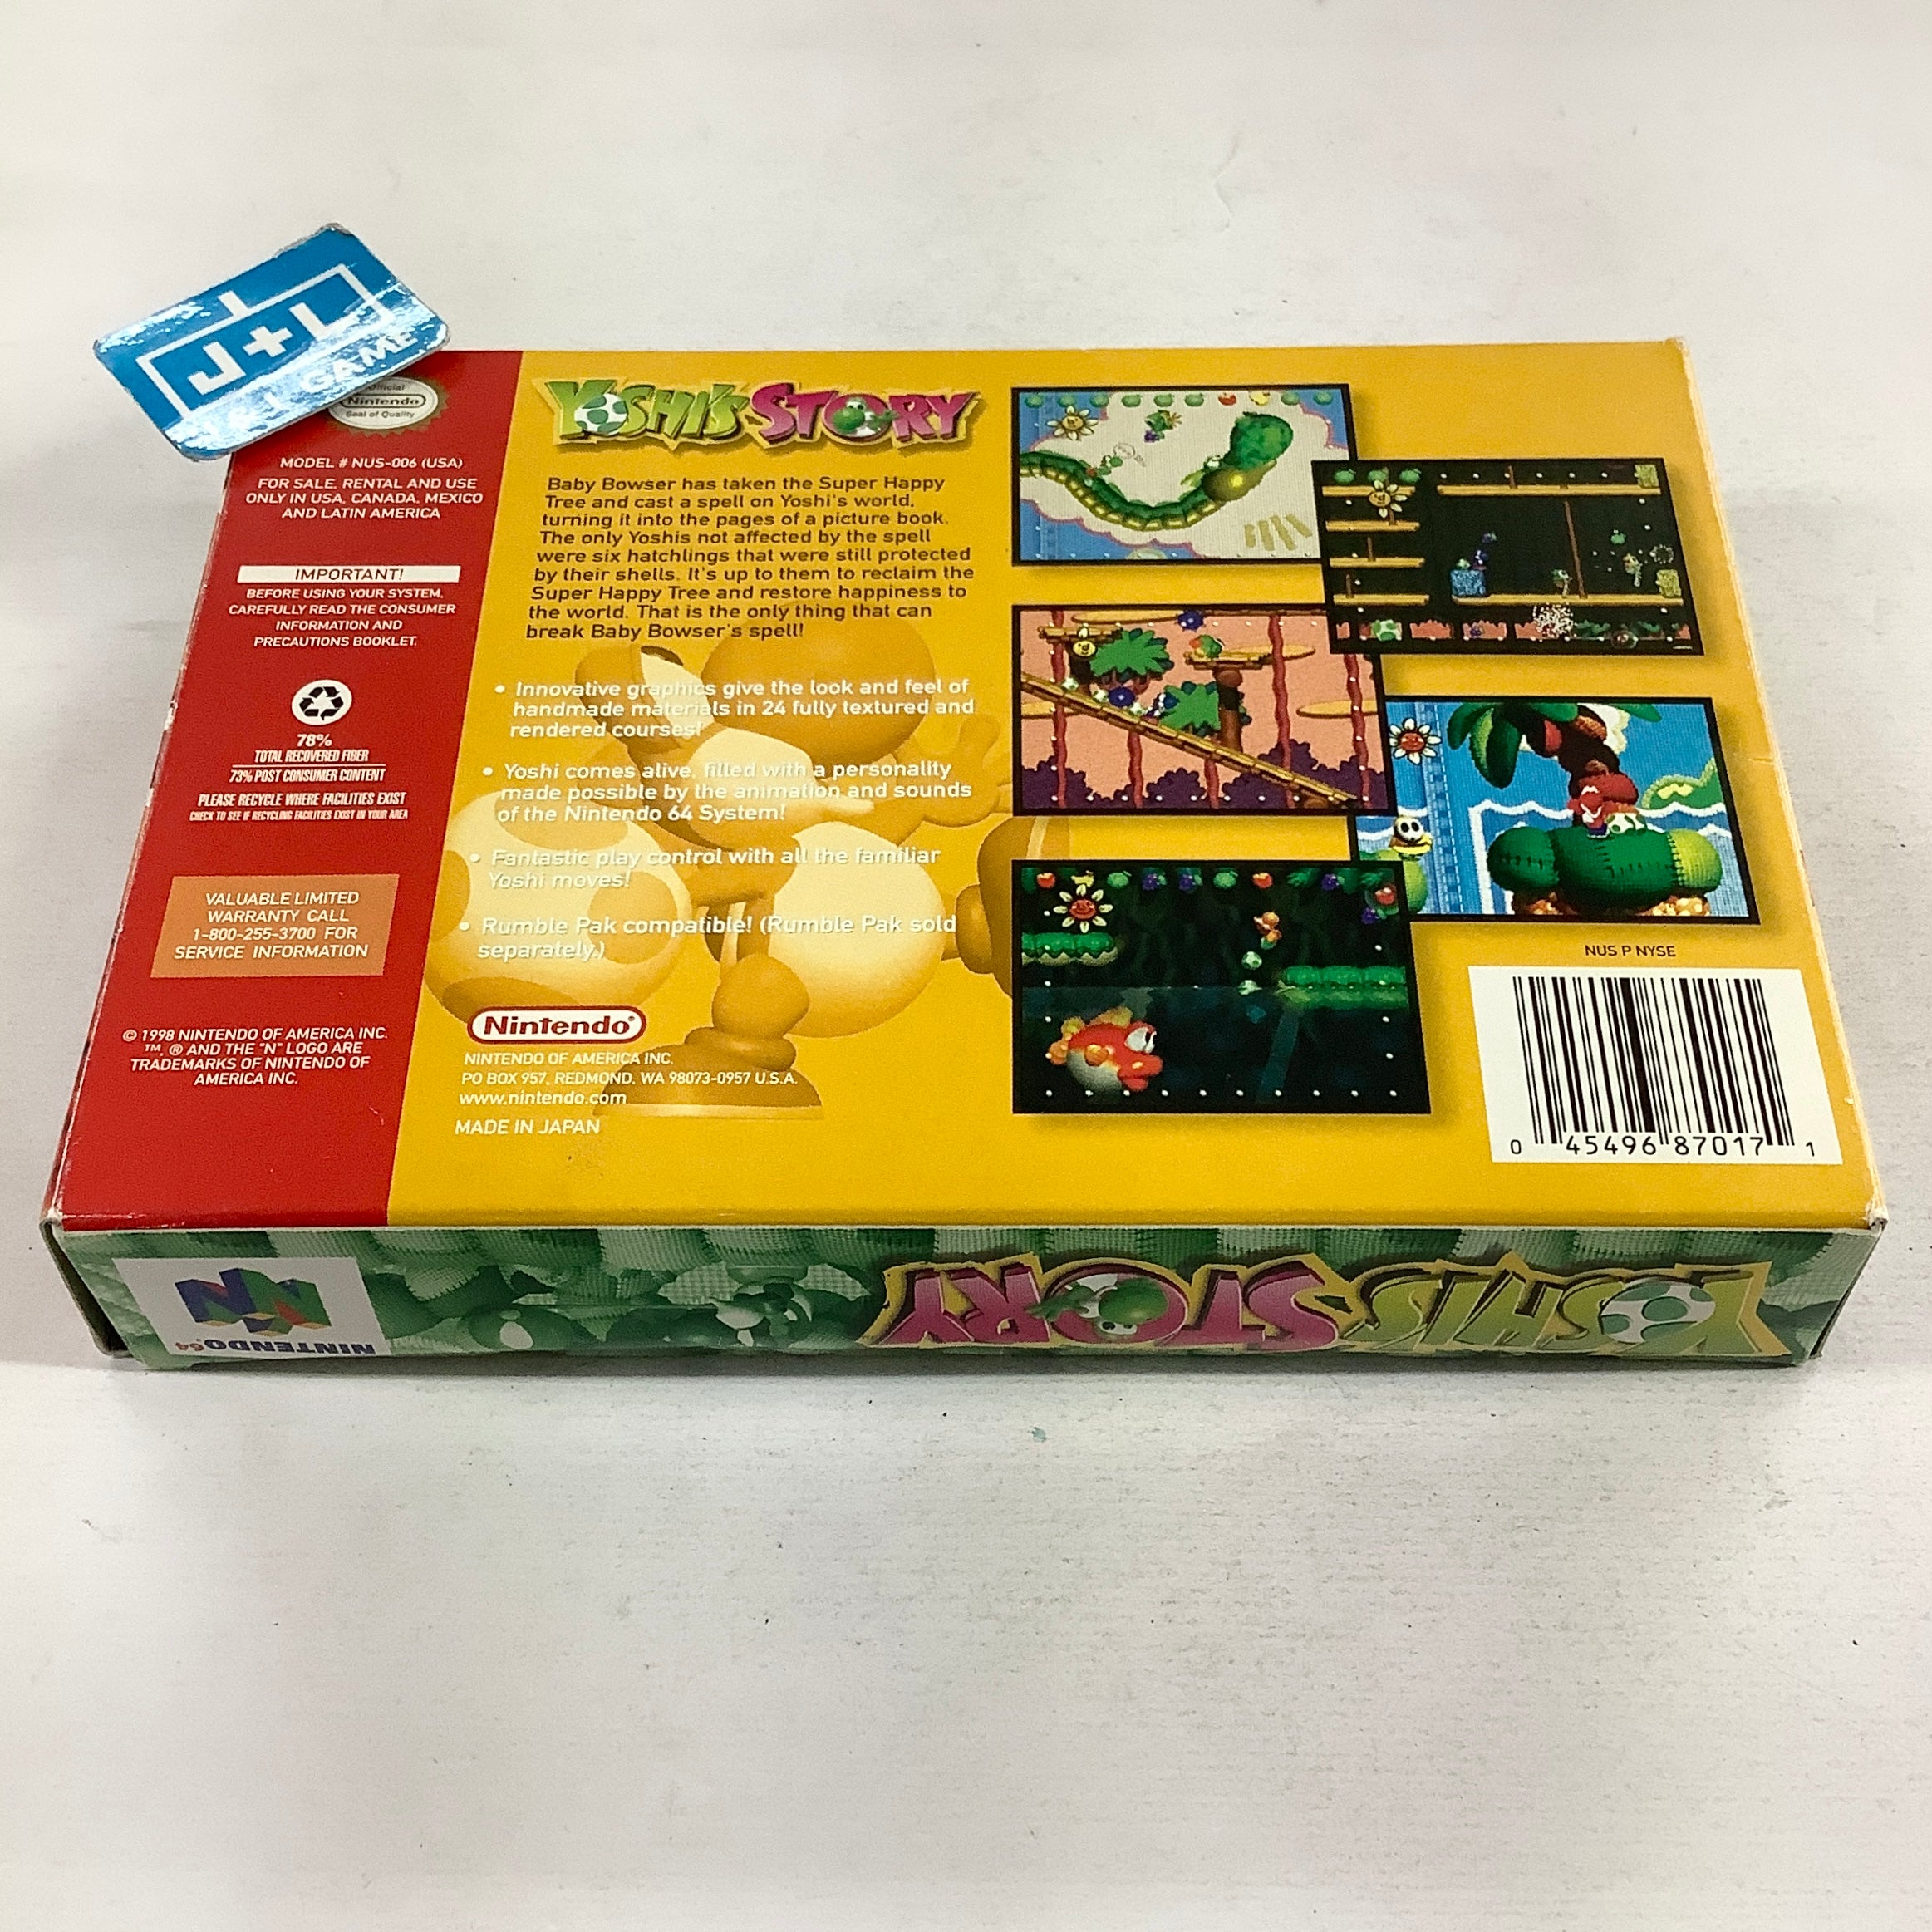 J+L
GAME
Official
Nintendo
Seal of Quality
MODEL # NUS-006 (USA)
FOR SALE, RENTAL AND USE
ONLY IN USA, CANADA, MEXICO
AND LATIN AMERICA
IMPORTANT!
BEFORE USING YOUR SYSTEM,
CAREFULLY READ THE CONSUMER
INFORMATION AND
PRECAUTIONS BOOKLET.
78%
TOTAL RECOVERED FIBER
73% POST CONSUMER CONTENT
PLEASE RECYCLE WHERE FACILITIES EXIST
CHECK TO SEE IF RECYCLING FACILITIES EXIST IN YOUR AREA
VALUABLE LIMITED
WARRANTY CALL
1-800-255-3700 FOR
SERVICE INFORMATION
© 1998 NINTENDO OF AMERICA INC.
™, ® AND THE "N" LOGO ARE
TRADEMARKS OF NINTENDO OF
AMERICA INC.
YOSHI'S STORY
Baby Bowser has taken the Super Happy
Tree and cast a spell on Yoshi's world,
turning it into the pages of a picture book.
The only Yoshis not affected by the spell
were six hatchlings that were still protected
by their shells. It's up to them to reclaim the
Super Happy Tree and restore happiness to
the world. That is the only thing that can
break Baby Bowser's spell!
• Innovative graphics give the look and feel of
handmade materials in 24 fully textured and
rendered courses!
• Yoshi comes alive, filled with a personality
made possible by the animation and sounds
of the Nintendo 64 System!
• Fantastic play control with all the familiar
Yoshi moves!
• Rumble Pak compatible! (Rumble Pak sold
separately.)
Nintendo®
NINTENDO OF AMERICA INC.
PO BOX 957, REDMOND, WA 98073-0957 U.S.A.
www.nintendo.com
MADE IN JAPAN
NUS P NYSE
0 45496 87017 1
YOSHI'S STORY
NINTENDO64